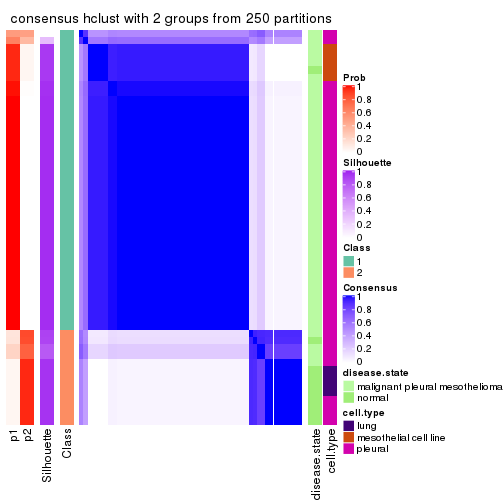 consensus hclust with 2 groups from 250 partitions
Prob
1
0.8
0.6
0.4
0.2
0
Silhouette
1
0.8
0.6
0.4
0.2
0
Class
1
2
Consensus
1
0.8
0.6
0.4
0.2
0
disease.state
malignant pleural mesothelioma
normal
cell.type
lung
mesothelial cell line
pleural
p1
p2
Silhouette
Class
disease.state
cell.type